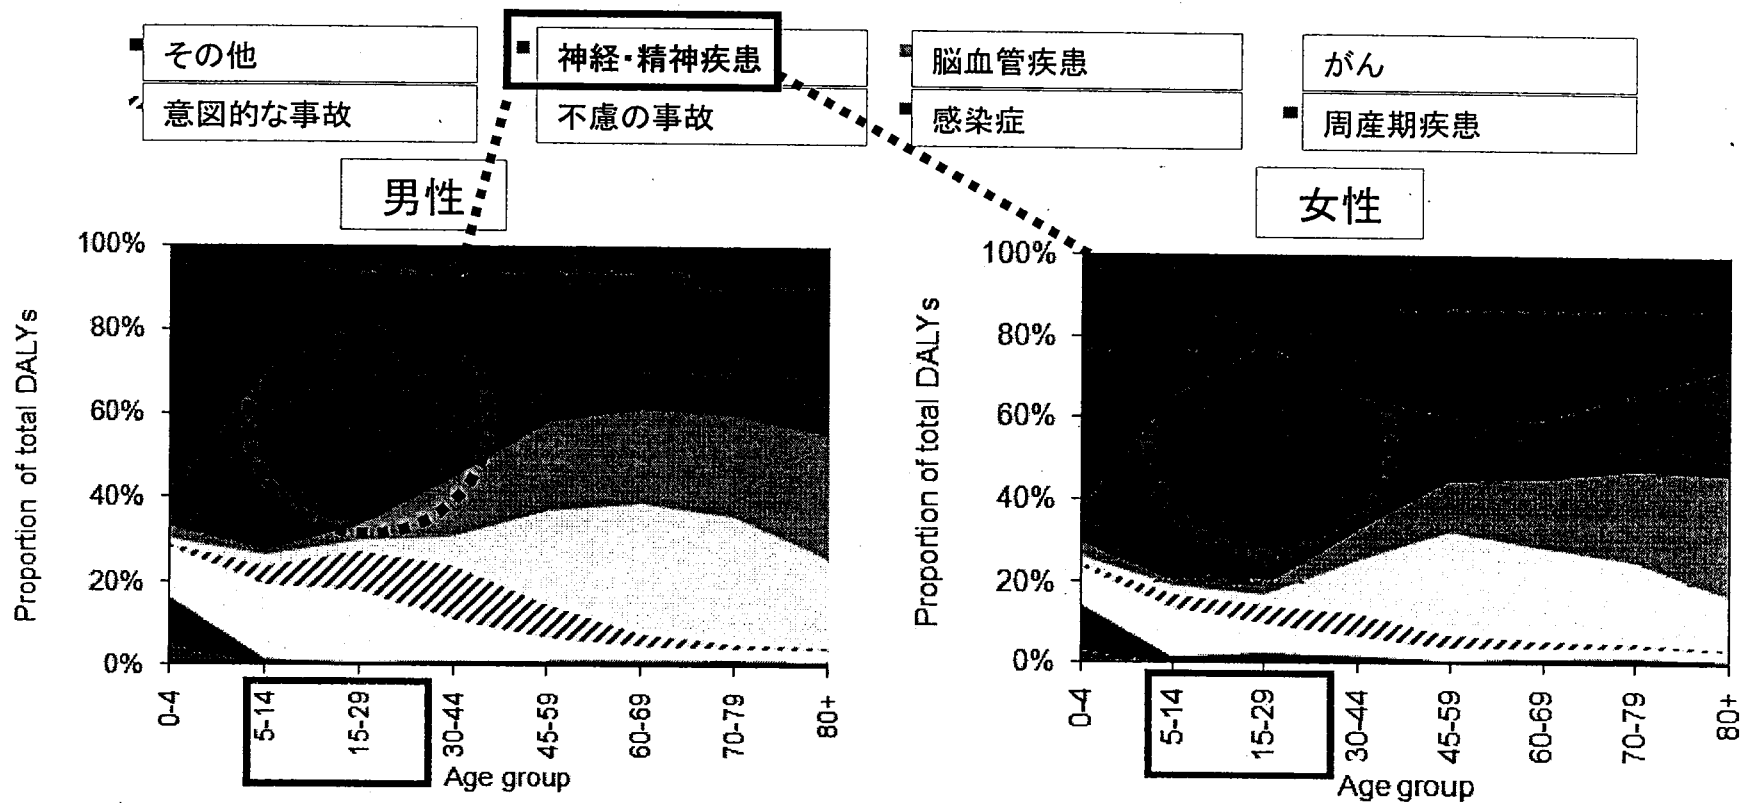 その他
神経・精神疾患
脳血管疾患
がん
意図的な事故
不慮の事故
感染症
周産期疾患
男性
女性
Proportion of total DALYs
100%
80%
60%
40%
20%
0%
0-4
5-14
15-29
30-44
45-59
60-69
70-79
80+
Age group
Proportion of total DALYs
100%
80%
60%
40%
20%
0%
0-4
5-14
15-29
30-44
45-59
60-69
70-79
80+
Age group